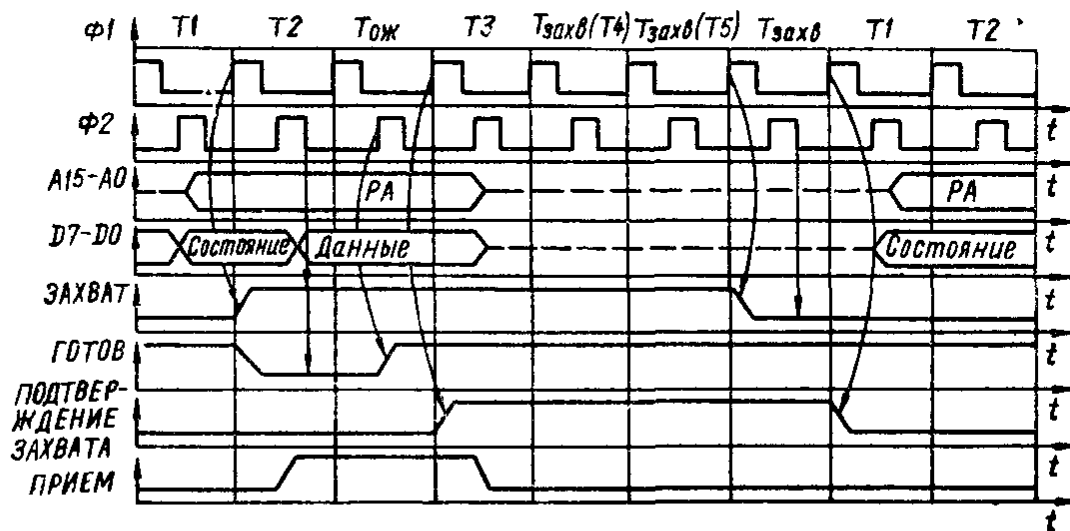 Ф1 T1 T2 Tож T3 Tзахв(T4) Tзахв(T5) Tзахв T1 T2
t
Ф2
t
A15-A0 PA PA
t
D7-D0 Состояние Данные Состояние
t
ЗАХВАТ
t
ГОТОВ
t
ПОДТВЕР-
ЖДЕНИЕ
ЗАХВАТА
t
ПРИЕМ
t
t